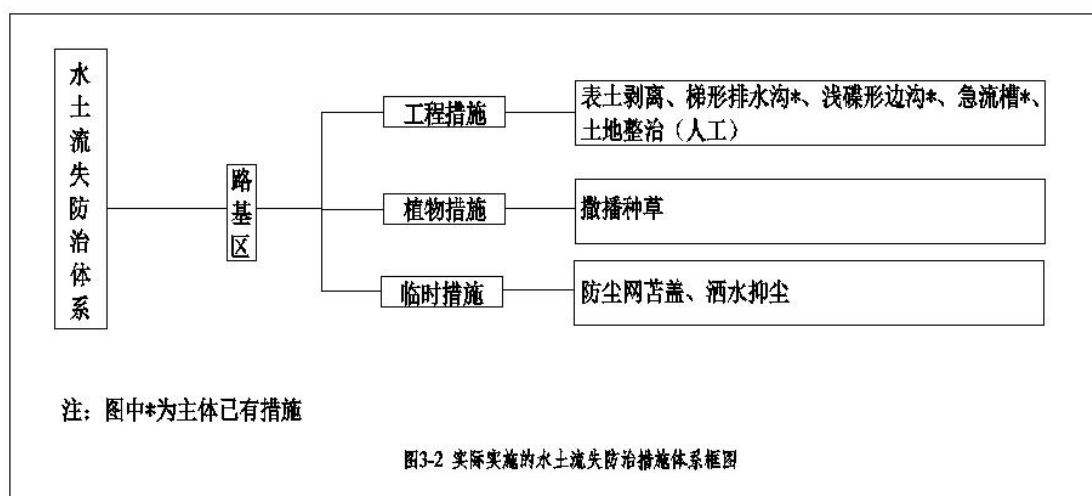 水土流失防治体系
路基区
工程措施
表土剥离、梯形排水沟*、浅碟形边沟*、急流槽*、
土地整治（人工）
植物措施
撒播种草
临时措施
防尘网苫盖、洒水抑尘
注：图中*为主体已有措施
图3-2 实际实施的水土流失防治措施体系框图